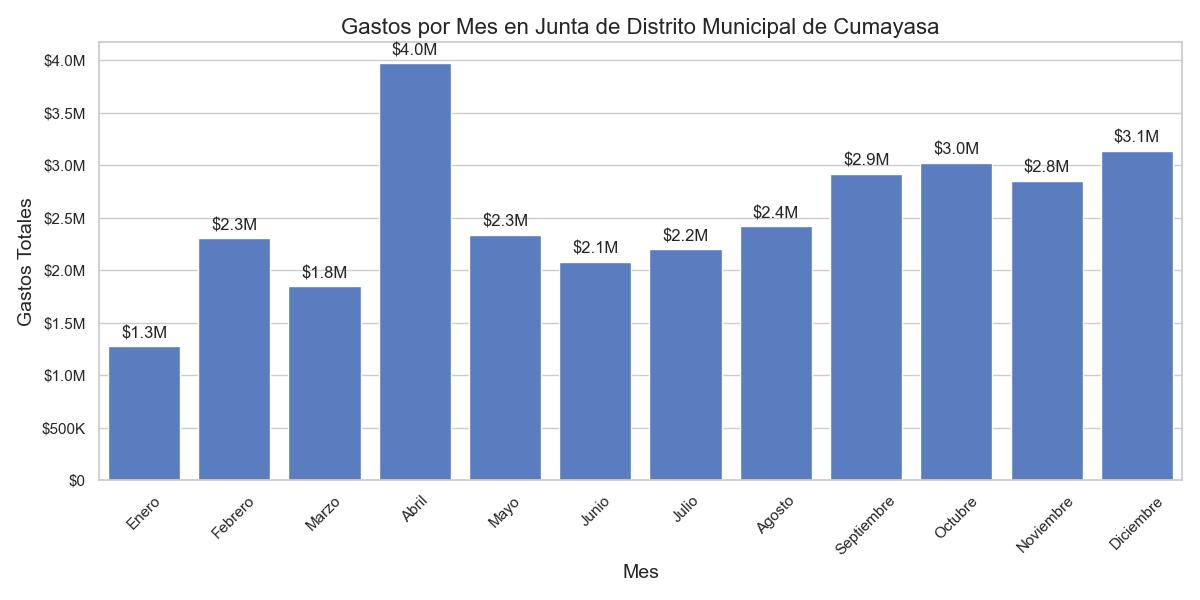 Gastos por Mes en Junta de Distrito Municipal de Cumayasa
Gastos Totales
$4.0M
$3.5M
$3.0M
$2.5M
$2.0M
$1.5M
$1.0M
$500K
$0
$1.3M
$2.3M
$1.8M
$4.0M
$2.3M
$2.1M
$2.2M
$2.4M
$2.9M
$3.0M
$2.8M
$3.1M
Enero
Febrero
Marzo
Abril
Mayo
Junio
Julio
Agosto
Septiembre
Octubre
Noviembre
Diciembre
Mes